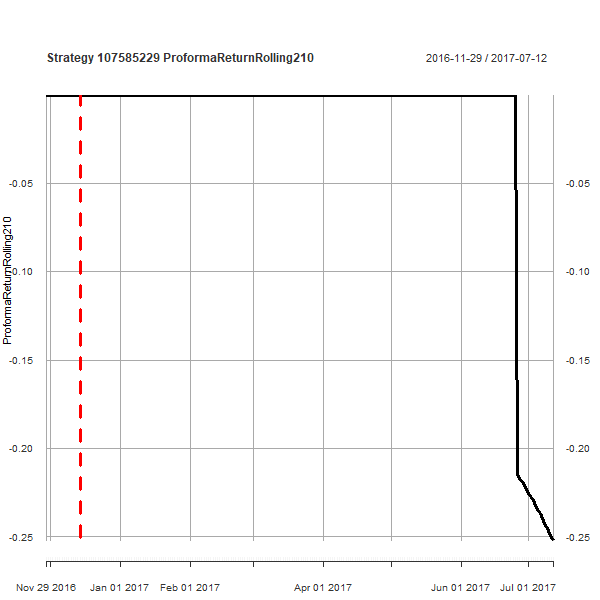 Strategy 107585229 ProformaReturnRolling210
2016-11-29 / 2017-07-12
ProformaReturnRolling210
-0.05
-0.10
-0.15
-0.20
-0.25
-0.05
-0.10
-0.15
-0.20
-0.25
Nov 29 2016
Jan 01 2017
Feb 01 2017
Apr 01 2017
Jun 01 2017
Jul 01 2017